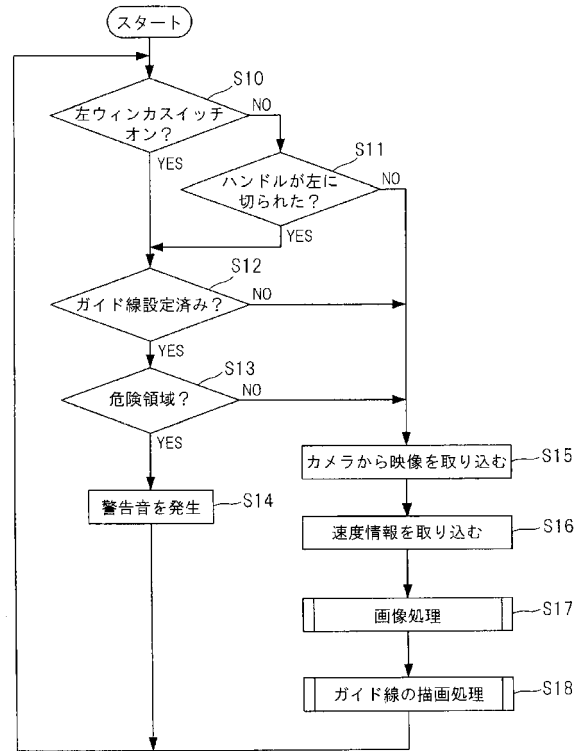 スタート
S10
左ウィンカスイッチ
オン?
NO
YES
S11
ハンドルが左に
切られた?
NO
YES
S12
ガイド線設定済み?
NO
YES
S13
危険領域?
NO
YES
警告音を発生
S14
カメラから映像を取り込む
S15
速度情報を取り込む
S16
画像処理
S17
ガイド線の描画処理
S18